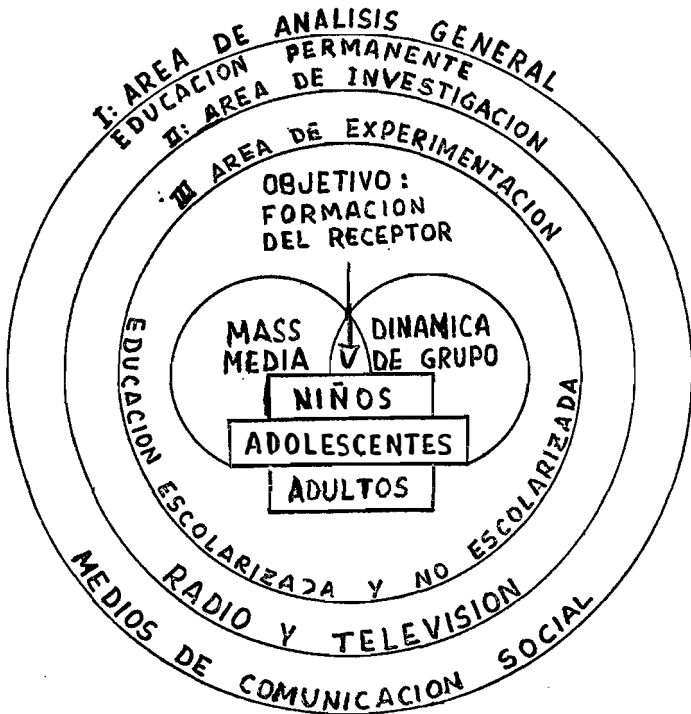 I: AREA DE ANALISIS GENERAL
EDUCACION PERMANENTE
II: AREA DE INVESTIGACION
III AREA DE EXPERIMENTACION
OBJETIVO:
FORMACION
DEL RECEPTOR
MASS
MEDIA
DINAMICA
DE GRUPO
NIÑOS
ADOLESCENTES
ADULTOS
EDUCACION ESCOLARIZADA Y NO ESCOLARIZADA
RADIO Y TELEVISION
MEDIOS DE COMUNICACION SOCIAL